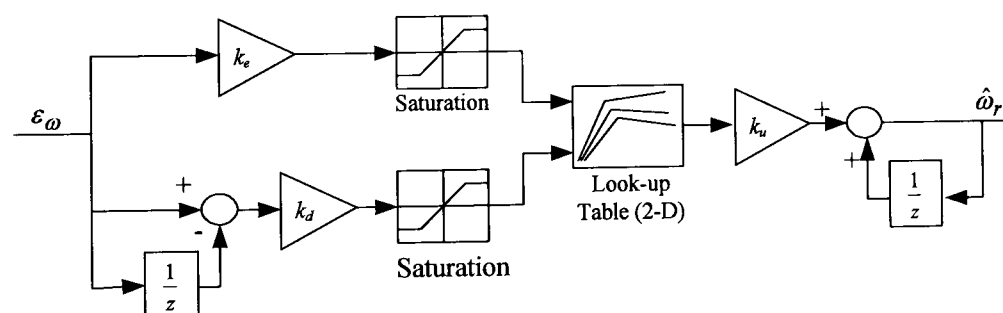 ε_ω
k_e
Saturation
+
-
k_d
Saturation
1/z
Look-up
Table (2-D)
k_u
+
+
ω̂_r
1/z